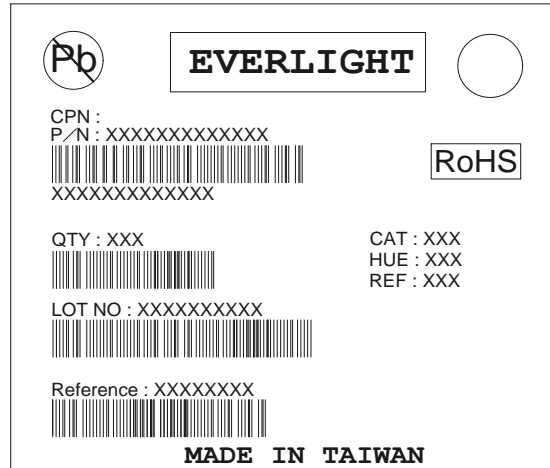 Pb
EVERLIGHT
CPN :
P/N : XXXXXXXXXXXXX
RoHS
XXXXXXXXXXXXX
QTY : XXX
CAT : XXX
HUE : XXX
REF : XXX
LOT NO : XXXXXXXXXX
Reference : XXXXXXXX
MADE IN TAIWAN